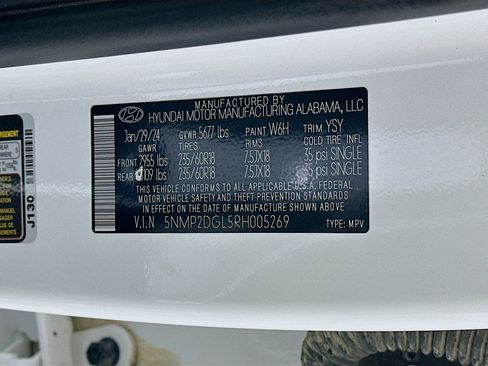 MANUFACTURED BY
HYUNDAI MOTOR MANUFACTURING ALABAMA, LLC
Jan/29/24 GVWR 5677 lbs PAINT W6H TRIM YSY
GAWR TIRES RIMS COLD TIRE INFL
FRONT 2955 lbs 235/60R18 7.5JX18 35 psi SINGLE
REAR 109 lbs 235/60R18 7.5JX18 35 psi SINGLE
THIS VEHICLE CONFORMS TO ALL APPLICABLE U.S.A. FEDERAL
MOTOR VEHICLE SAFETY, BUMPER, AND THEFT PREVENTION STANDARDS
IN EFFECT ON THE DATE OF MANUFACTURE SHOWN ABOVE.
V.I.N 5NMP2DGL5RH005269 TYPE: MPV
J130